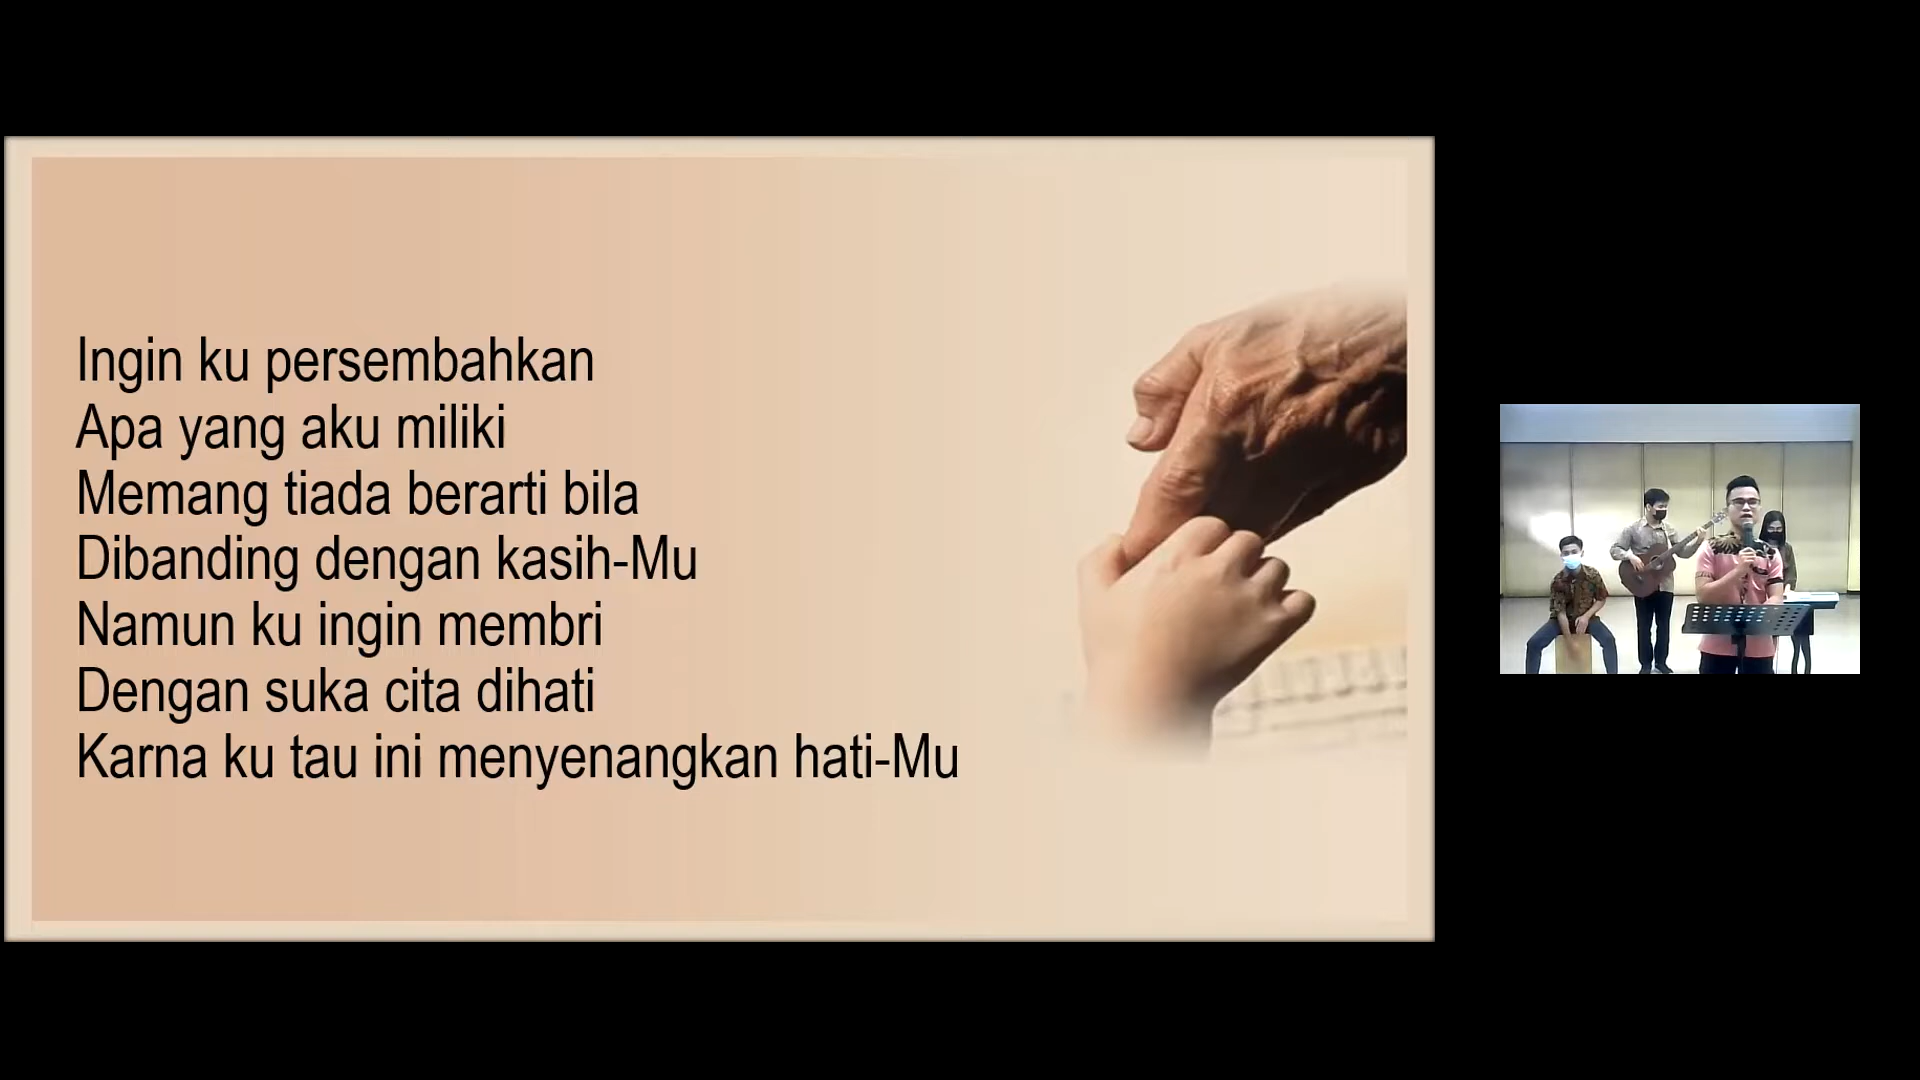 Ingin ku persembahkan
Apa yang aku miliki
Memang tiada berarti bila
Dibanding dengan kasih-Mu
Namun ku ingin membri
Dengan suka cita dihati
Karna ku tau ini menyenangkan hati-Mu